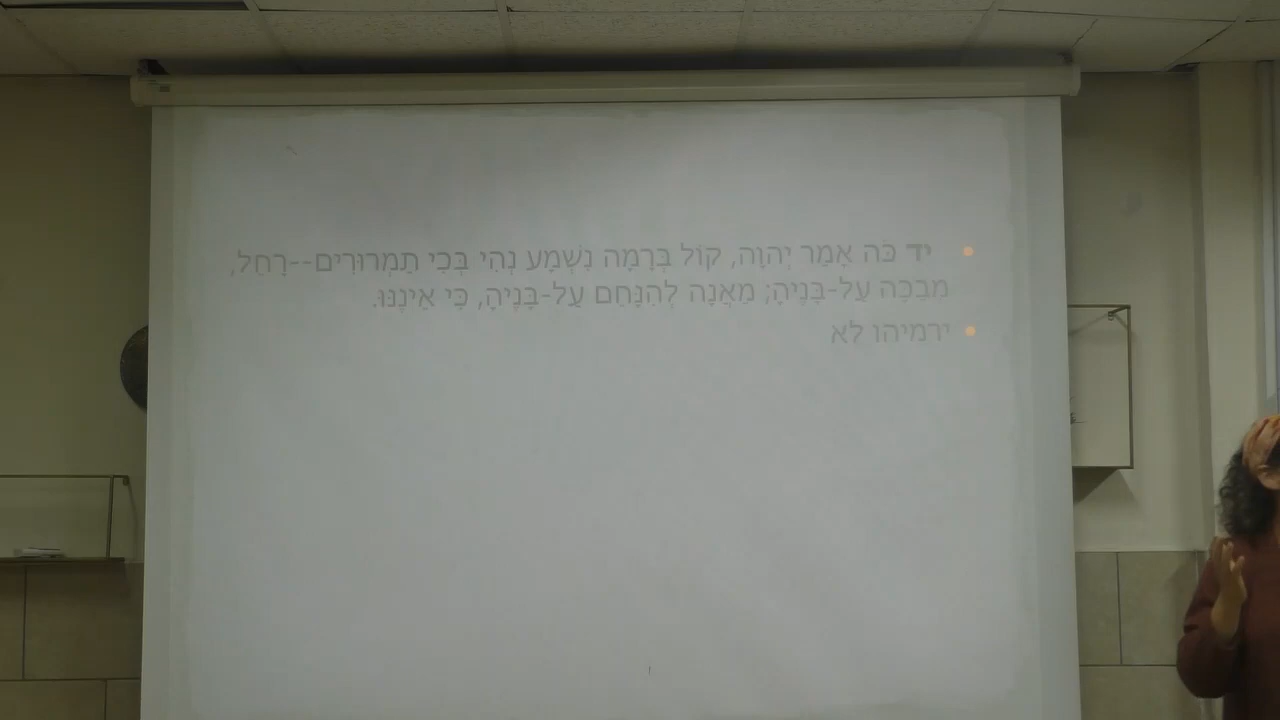 יד כֹּה אָמַר יְהוָה, קוֹל בְּרָמָה נִשְׁמָע נְהִי בְּכִי תַמְרוּרִים--רָחֵל,
מְבַכָּה עַל-בָּנֶיהָ; מֵאֲנָה לְהִנָּחֵם עַל-בָּנֶיהָ, כִּי אֵינֶנּוּ.
ירמיהו לא